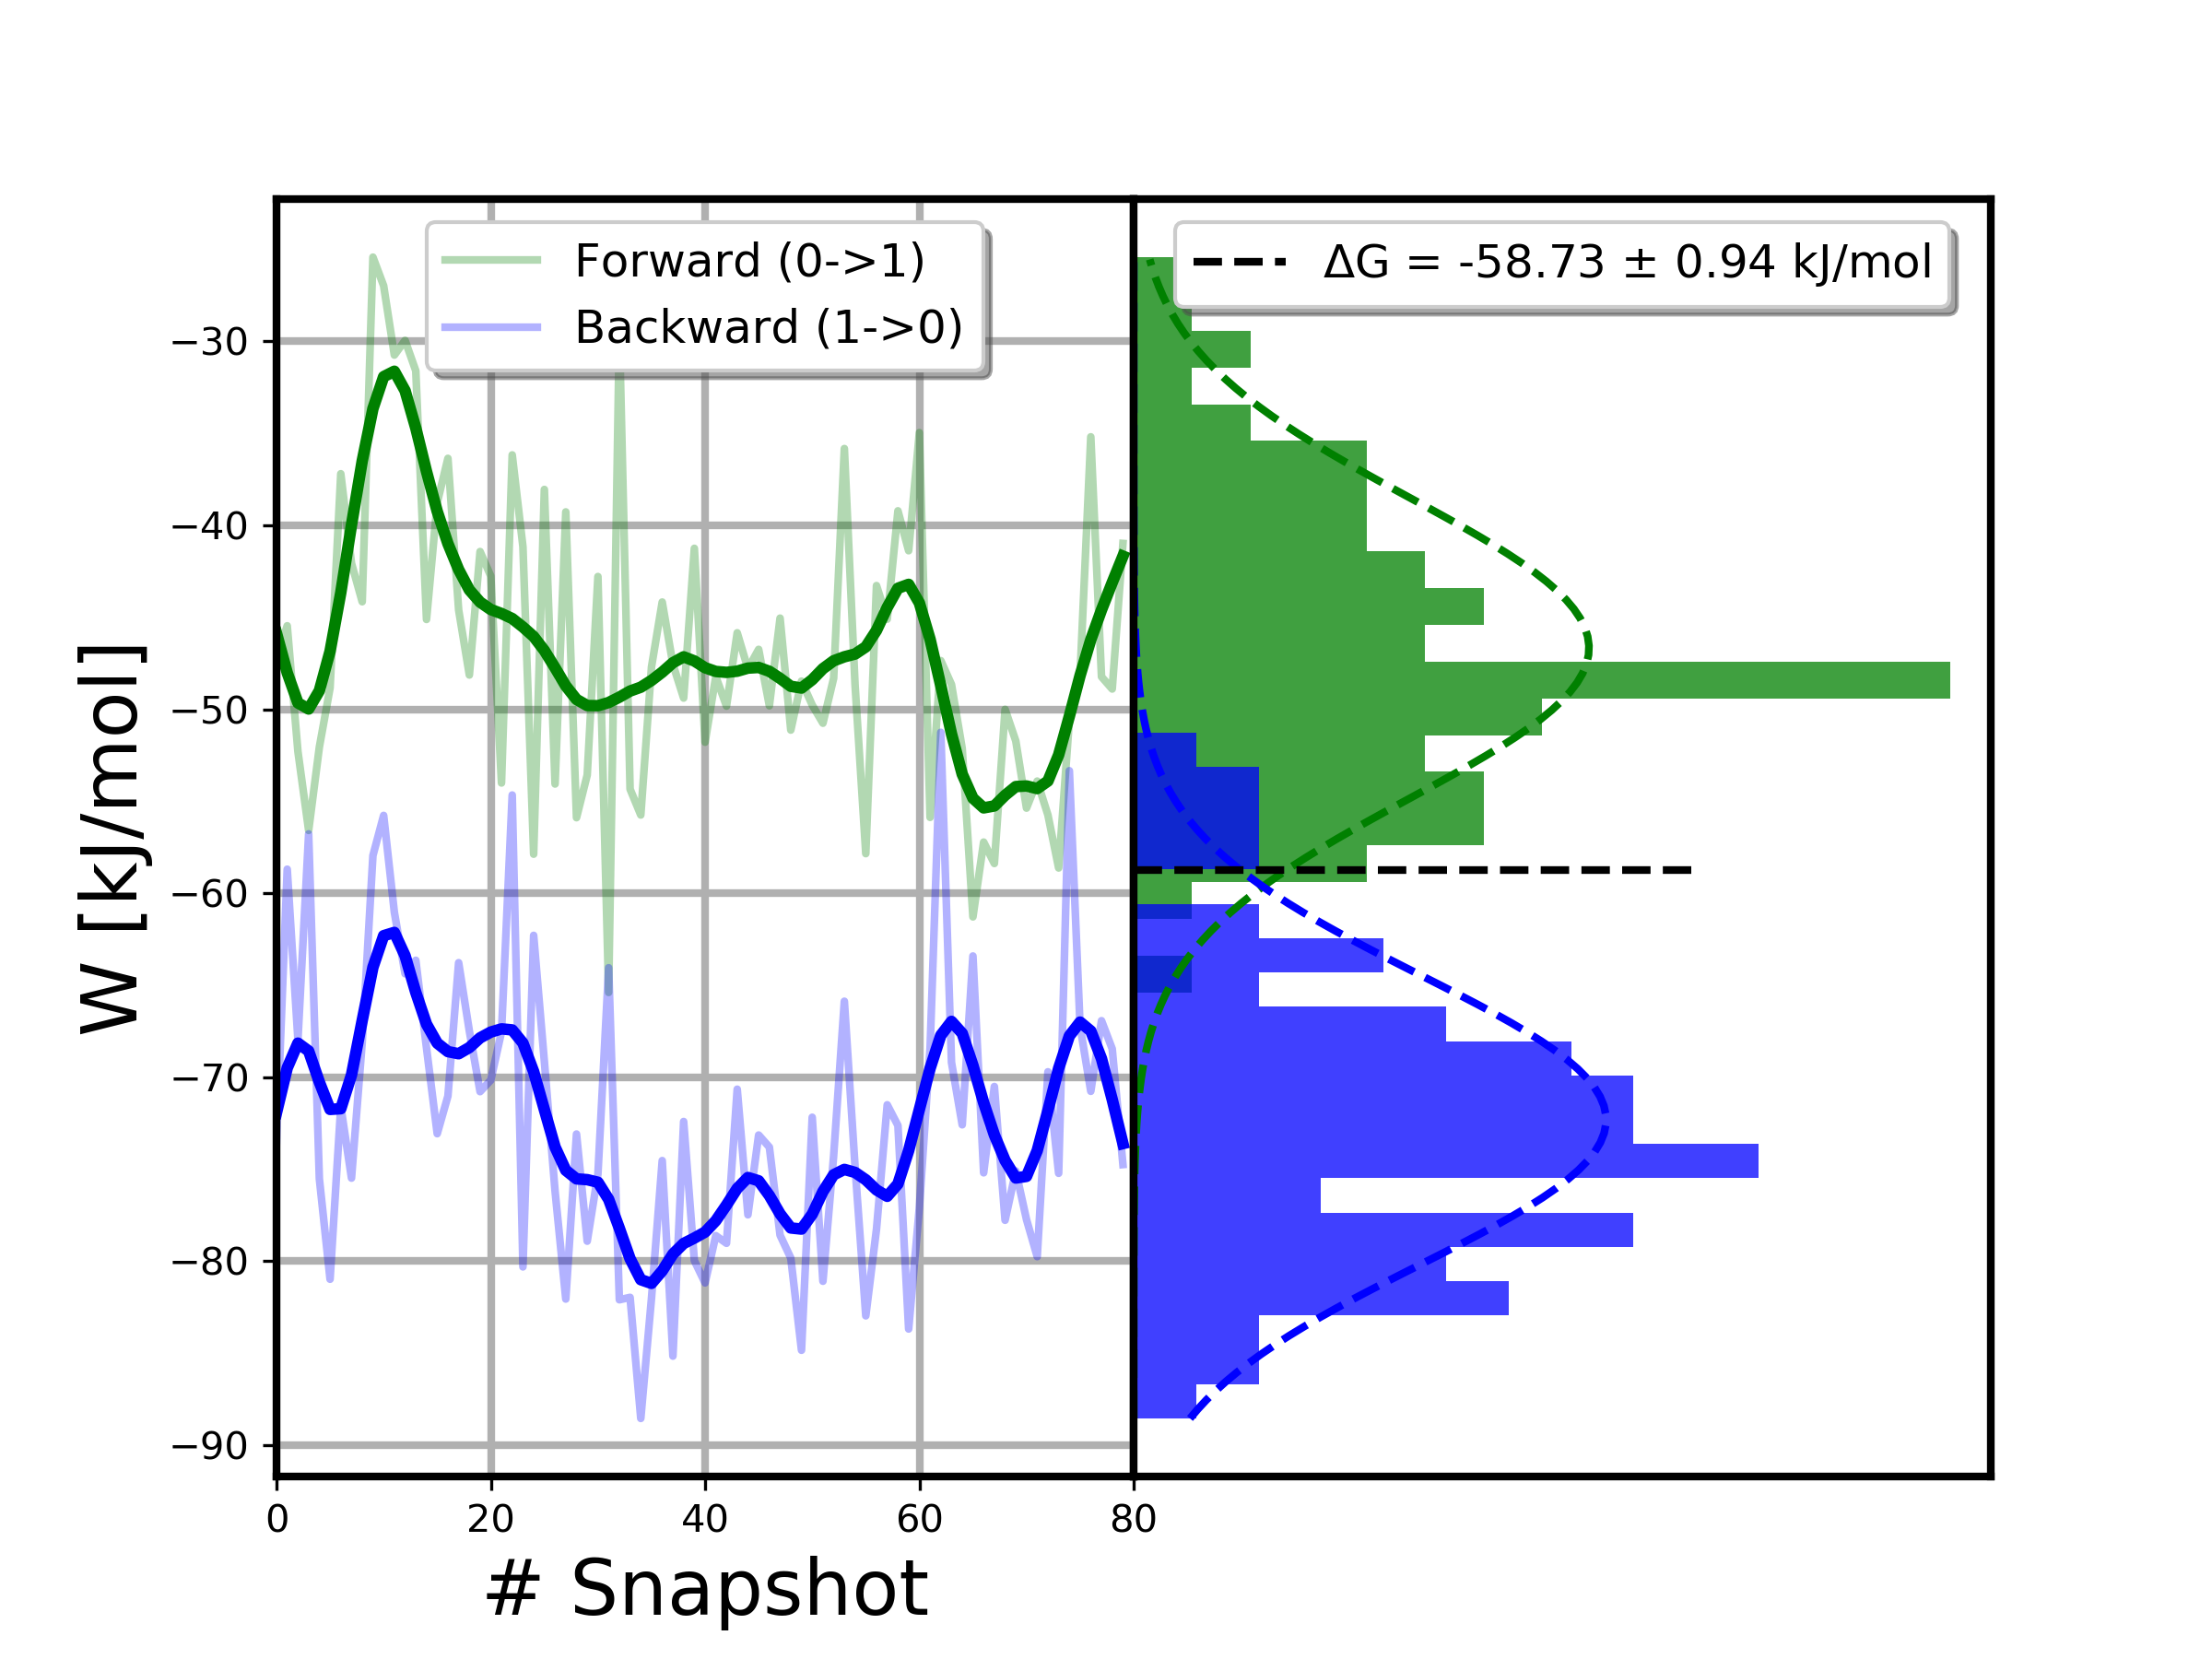 Forward (0->1)
Backward (1->0)
ΔG = -58.73 ± 0.94 kJ/mol
W [kJ/mol]
−30
−40
−50
−60
−70
−80
−90
0 20 40 60 80
# Snapshot